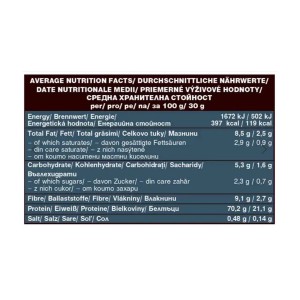 AVERAGE NUTRITION FACTS/ DURCHSCHNITTLICHE NÄHRWERTE/
DATE NUTRITIONALE MEDII/ PRIEMERNÉ VÝŽIVOVÉ HODNOTY/
СРЕДНА ХРАНИТЕЛНА СТОЙНОСТ
per/ pro/ pe/ na/ за 100 g/ 30 g
Energy/ Brennwert/ Energie/ 1672 kJ / 502 kJ
Energetická hodnota/ Енергийна стойност 397 kcal / 119 kcal
Total Fat/ Fett/ Total grăsimi/ Celkovo tuky/ Мазнини 8,5 g / 2,5 g
– of which saturates/ – davon gesättigte Fettsäuren 2,9 g / 0,9 g
– din care saturate/ – z nich nasýtené
– от които наситени мастни киселини
Carbohydrate/ Kohlenhydrate/ Carbohidrați/ Sacharidy/ 5,3 g / 1,6 g
Въглехидрати
– of which sugars/ – davon Zucker/ – din care zahăr 2,3 g / 0,7 g
– z nich cukor/ – от които захар
Fibre/ Ballaststoffe/ Fibre/ Vlákniny/ Влакнини 9,1 g / 2,7 g
Protein/ Eiweiß/ Proteine/ Bielkoviny/ Белтъци 70,2 g / 21,1 g
Salt/ Salz/ Sare/ Soľ/ Сол 0,48 g / 0,14 g